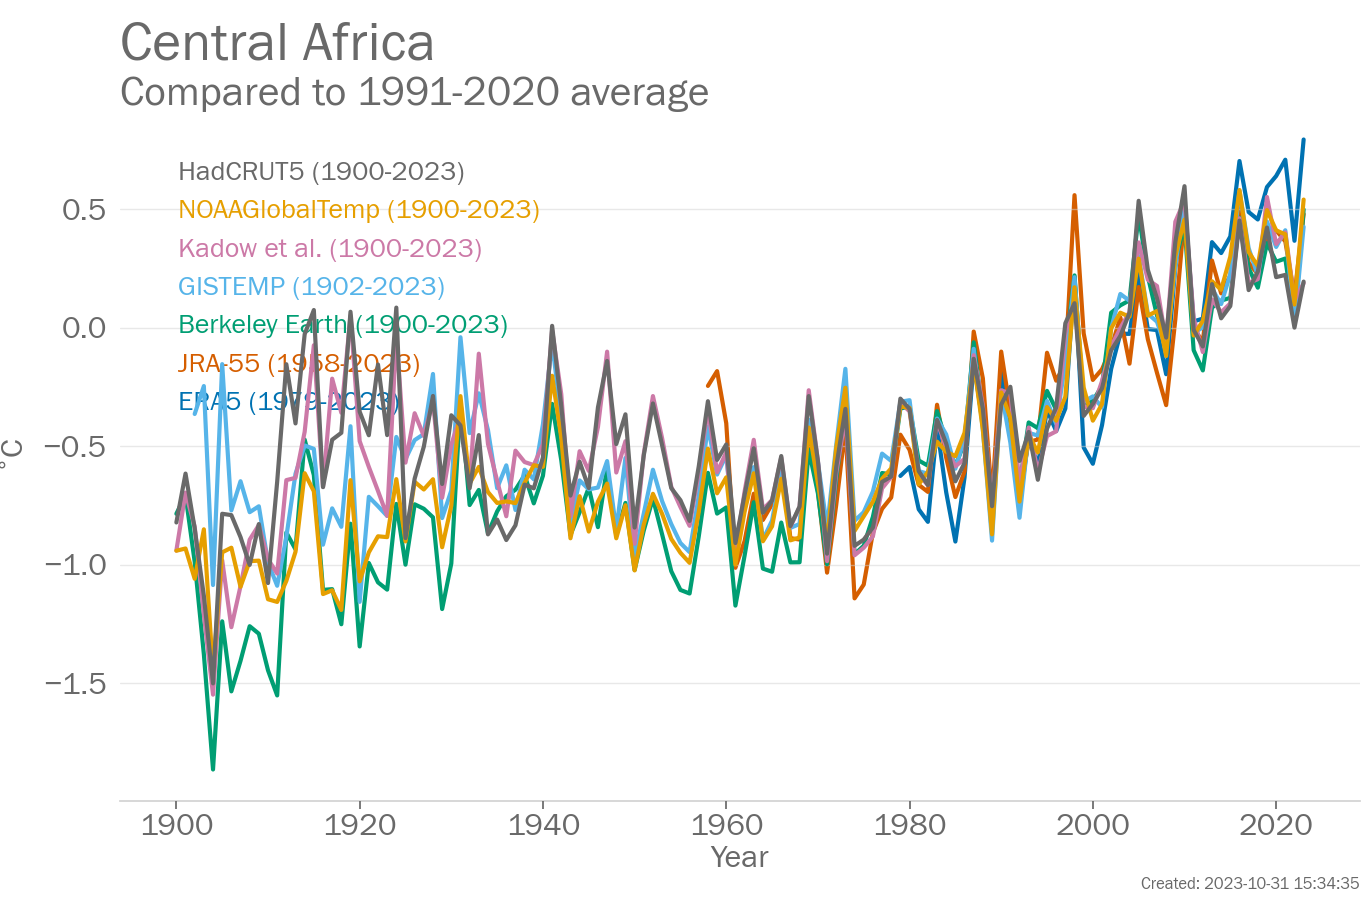 Central Africa
Compared to 1991-2020 average
HadCRUT5 (1900-2023)
NOAAGlobalTemp (1900-2023)
Kadow et al. (1900-2023)
GISTEMP (1902-2023)
Berkeley Earth (1900-2023)
JRA-55 (1958-2023)
ERA5 (1979-2023)
0.5
0.0
−0.5
−1.0
−1.5
°C
1900 1920 1940 1960 1980 2000 2020
Year
Created: 2023-10-31 15:34:35